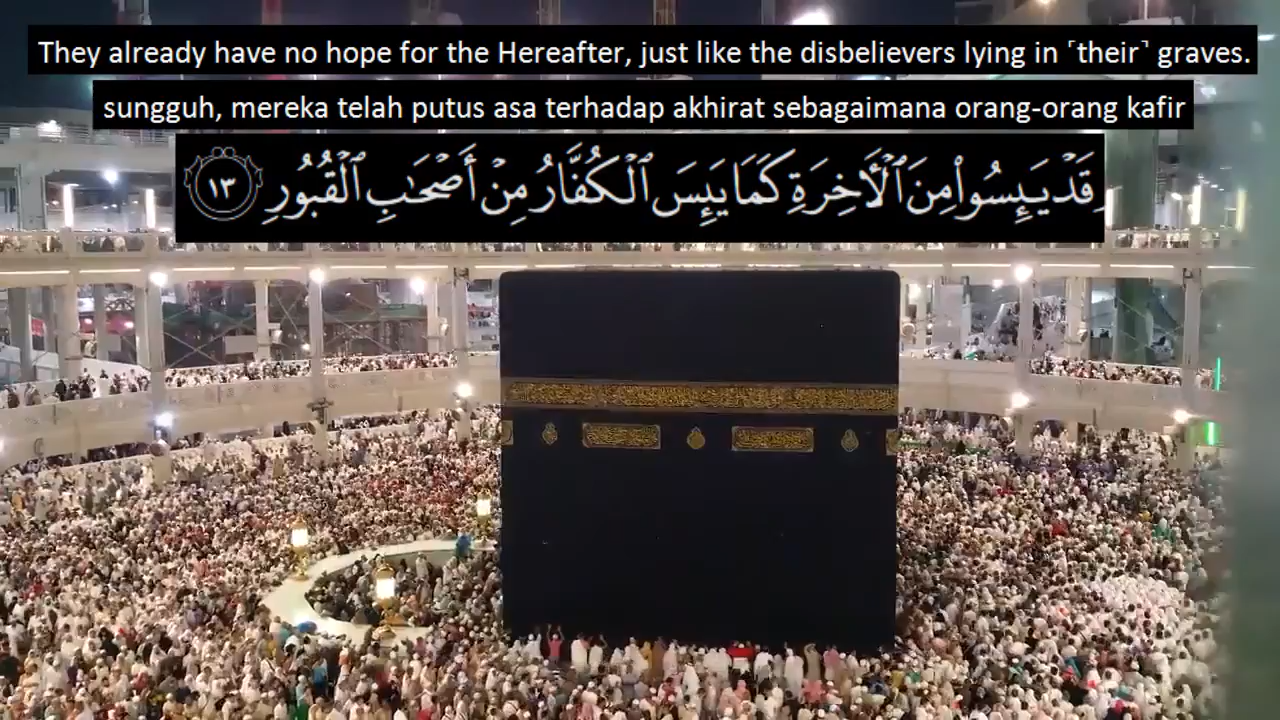 They already have no hope for the Hereafter, just like the disbelievers lying in ˹their˺ graves.
sungguh, mereka telah putus asa terhadap akhirat sebagaimana orang-orang kafir
قَدۡ يَئِسُواْ مِنَ ٱلۡأٓخِرَةِ كَمَا يَئِسَ ٱلۡكُفَّارُ مِنۡ أَصۡحَٰبِ ٱلۡقُبُورِ ١٣